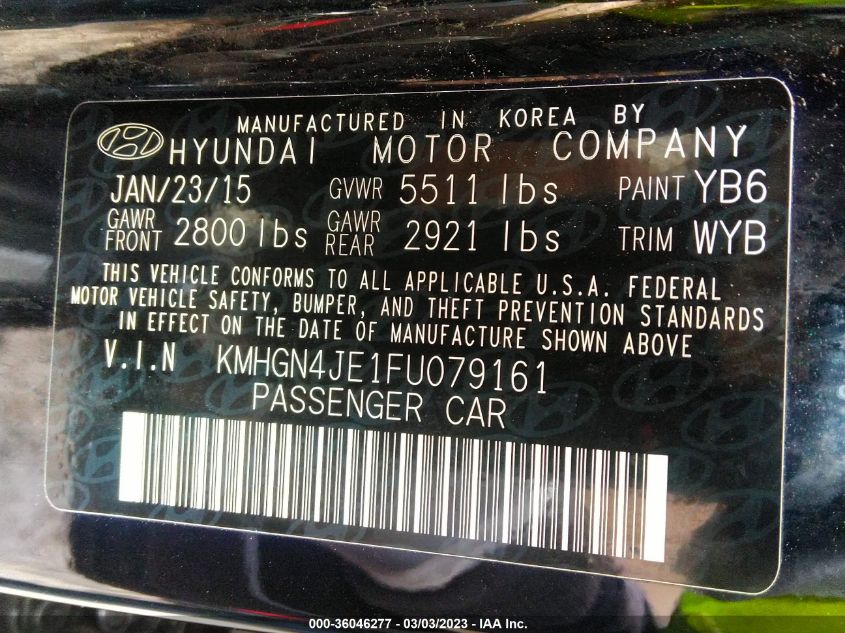 MANUFACTURED IN KOREA BY
HYUNDAI MOTOR COMPANY
JAN/23/15 GVWR 5511 lbs PAINT YB6
GAWR FRONT 2800 lbs GAWR REAR 2921 lbs TRIM WYB
THIS VEHICLE CONFORMS TO ALL APPLICABLE U.S.A. FEDERAL
MOTOR VEHICLE SAFETY, BUMPER, AND THEFT PREVENTION STANDARDS
IN EFFECT ON THE DATE OF MANUFACTURE SHOWN ABOVE
V.I.N KMHGN4JE1FU079161
PASSENGER CAR
000-36046277 - 03/03/2023 - IAA Inc.